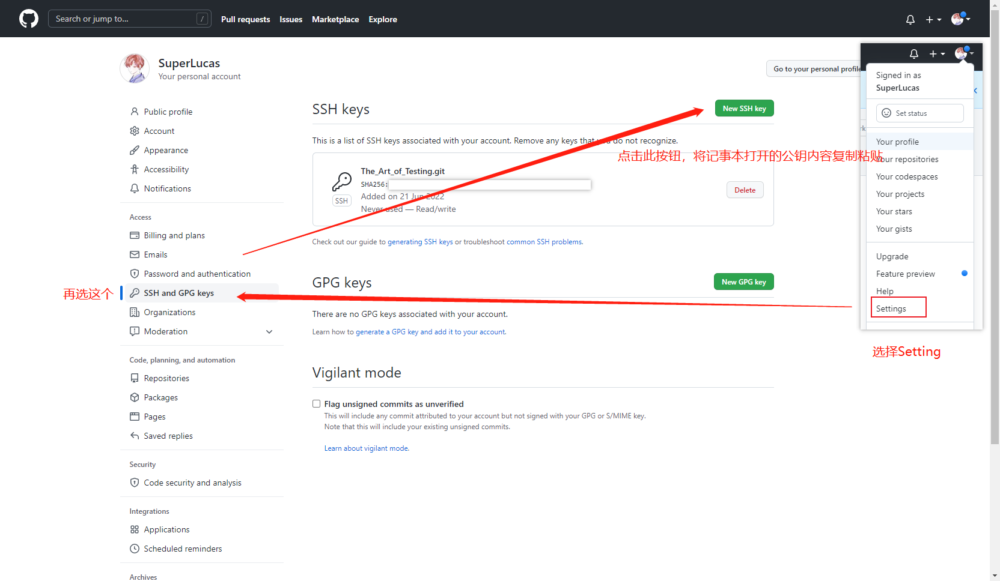 Search or jump to...
/
Pull requests
Issues
Marketplace
Explore
SuperLucas
Your personal account
Go to your personal profile
Public profile
Account
Appearance
Accessibility
Notifications
Access
Billing and plans
Emails
Password and authentication
再选这个
SSH and GPG keys
Organizations
Moderation
Code, planning, and automation
Repositories
Packages
Pages
Saved replies
Security
Code security and analysis
Integrations
Applications
Scheduled reminders
Archives
SSH keys
New SSH key
This is a list of SSH keys associated with your account. Remove any keys that you do not recognize.
点击此按钮，将记事本打开的公钥内容复制粘贴
The_Art_of_Testing.git
SHA256:
SSH
Added on 21 Jun 2022
Never used — Read/write
Delete
Check out our guide to generating SSH keys or troubleshoot common SSH problems.
GPG keys
New GPG key
There are no GPG keys associated with your account.
Learn how to generate a GPG key and add it to your account.
Vigilant mode
Flag unsigned commits as unverified
This will include any commit attributed to your account but not signed with your GPG or S/MIME key.
Note that this will include your existing unsigned commits.
Learn about vigilant mode.
Signed in as
SuperLucas
Set status
rk
Your profile
Your repositories
Your codespaces
Your projects
Your stars
Your gists
Upgrade
Feature preview
Help
Settings
选择Setting